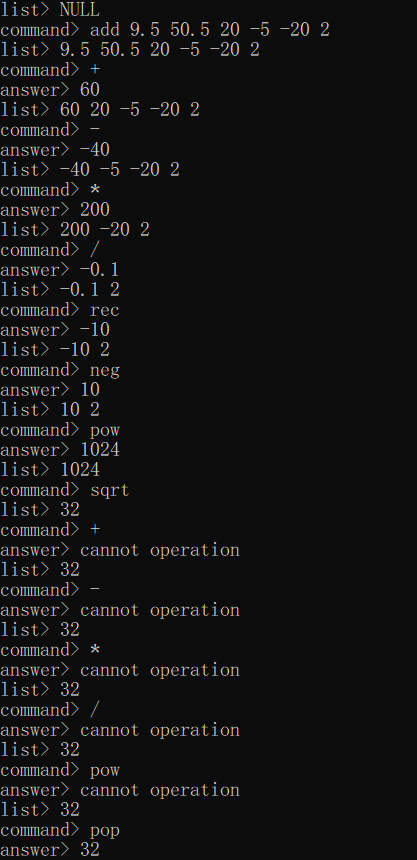 list> NULL
command> add 9.5 50.5 20 -5 -20 2
list> 9.5 50.5 20 -5 -20 2
command> +
answer> 60
list> 60 20 -5 -20 2
command> -
answer> -40
list> -40 -5 -20 2
command> *
answer> 200
list> 200 -20 2
command> /
answer> -0.1
list> -0.1 2
command> rec
answer> -10
list> -10 2
command> neg
answer> 10
list> 10 2
command> pow
answer> 1024
list> 1024
command> sqrt
list> 32
command> +
answer> cannot operation
list> 32
command> -
answer> cannot operation
list> 32
command> *
answer> cannot operation
list> 32
command> /
answer> cannot operation
list> 32
command> pow
answer> cannot operation
list> 32
command> pop
answer> 32